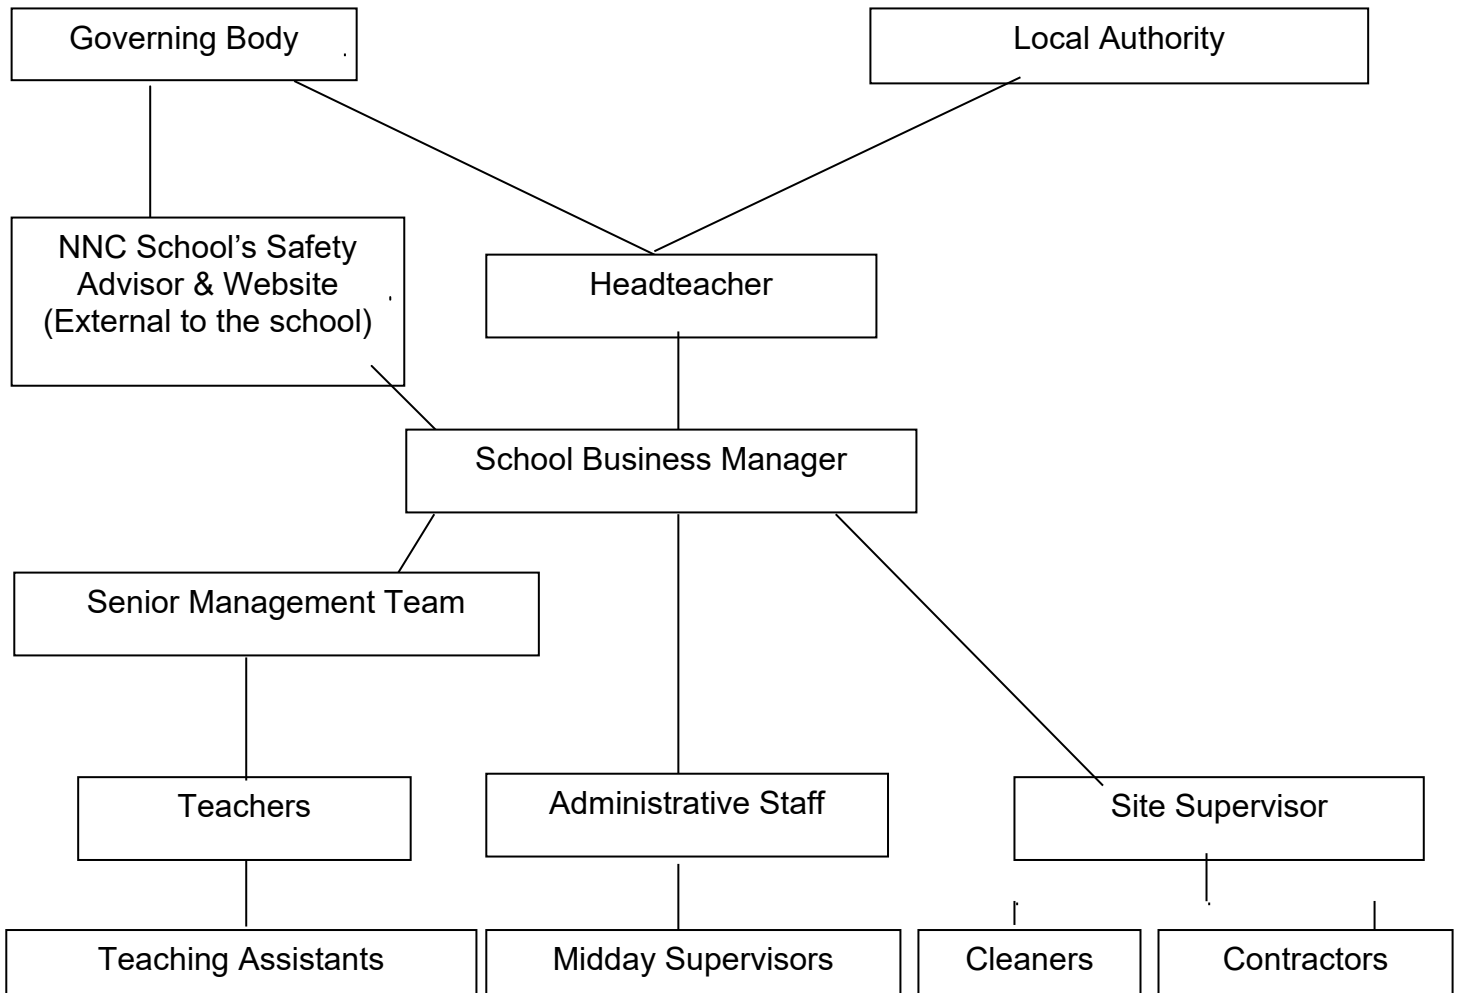 Governing Body
Local Authority
NNC School’s Safety
Advisor & Website
(External to the school)
Headteacher
School Business Manager
Senior Management Team
Teachers
Administrative Staff
Site Supervisor
Teaching Assistants
Midday Supervisors
Cleaners
Contractors